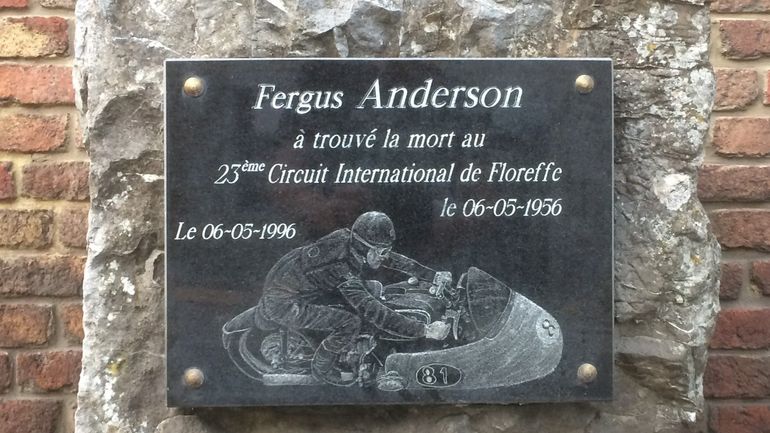 Fergus Anderson
à trouvé la mort au
23ème Circuit International de Floreffe
le 06-05-1956
Le 06-05-1996
8
81